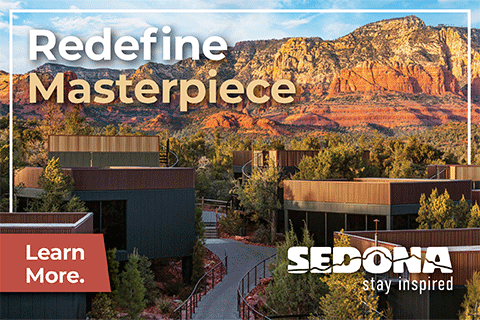 Redefine
Masterpiece
Learn
More.
SEDONA
stay inspired